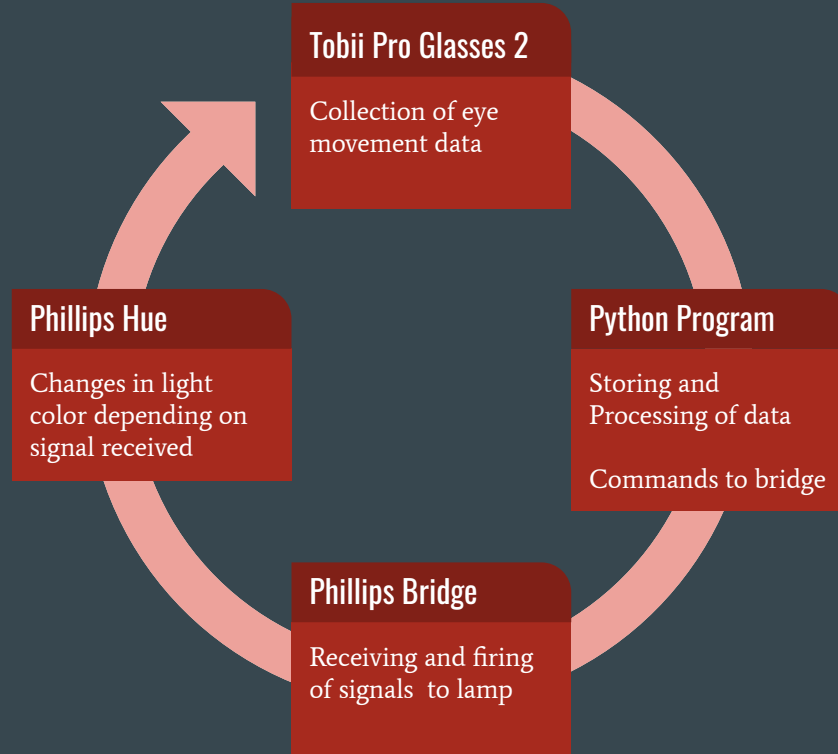 Tobii Pro Glasses 2
Collection of eye
movement data
Python Program
Storing and
Processing of data
Commands to bridge
Phillips Bridge
Receiving and firing
of signals  to lamp
Phillips Hue
Changes in light
color depending on
signal received